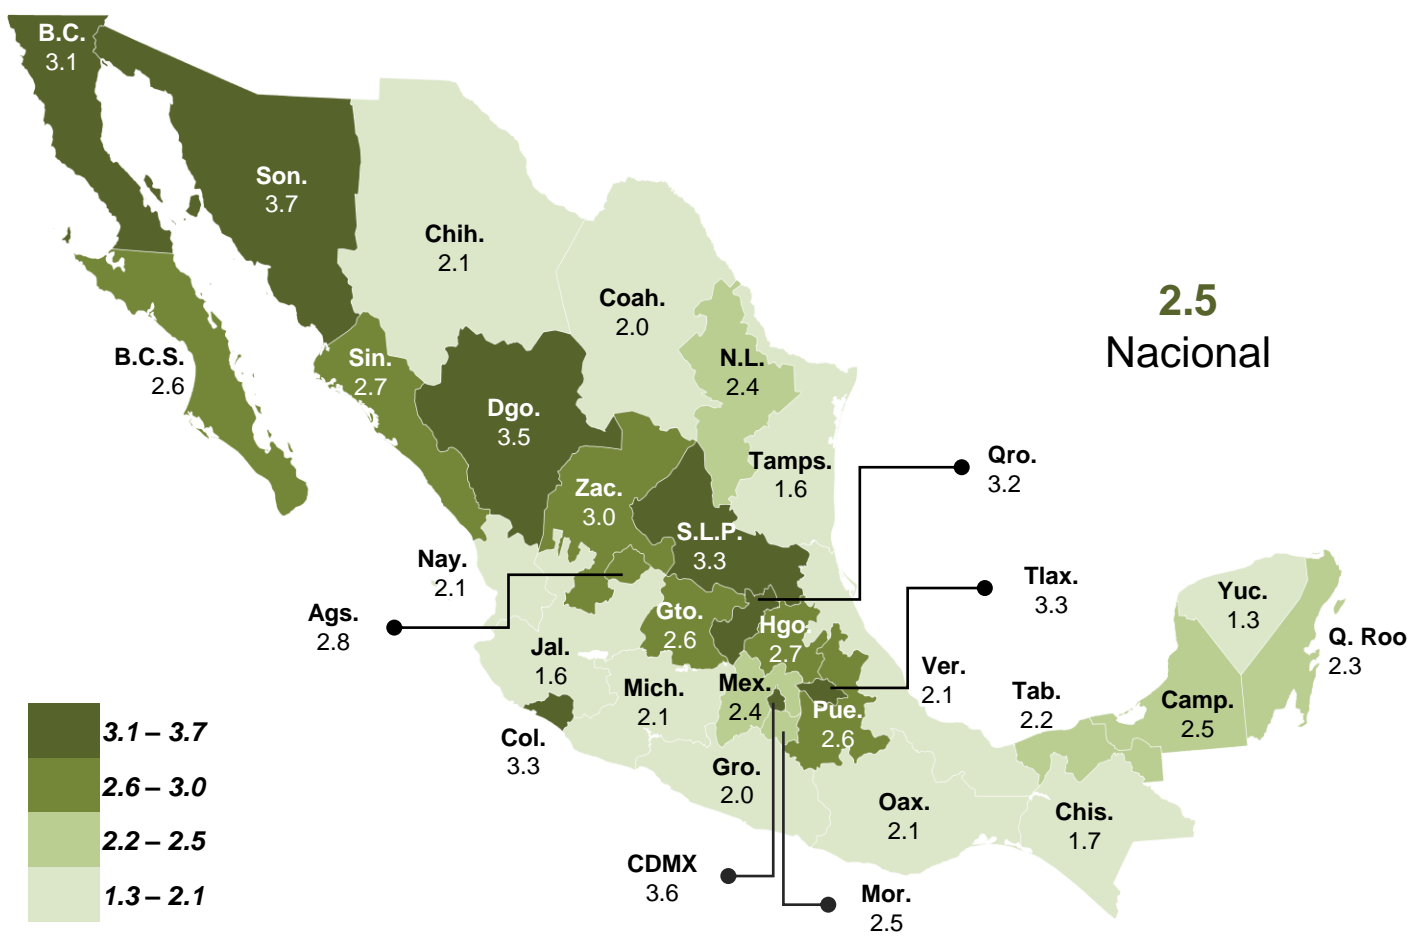 B.C.
3.1
Son.
3.7
Chih.
2.1
Coah.
2.0
2.5
Nacional
B.C.S.
2.6
Sin.
2.7
N.L.
2.4
Dgo.
3.5
Tamps.
1.6
Qro.
3.2
Zac.
3.0
S.L.P.
3.3
Nay.
2.1
Tlax.
3.3
Yuc.
1.3
Ags.
2.8
Gto.
2.6
Hgo.
2.7
Q. Roo
2.3
Jal.
1.6
Ver.
2.1
Mich.
2.1
Mex.
2.4
Tab.
2.2
Camp.
2.5
Pue.
2.6
Col.
3.3
Gro.
2.0
Oax.
2.1
Chis.
1.7
CDMX
3.6
Mor.
2.5
3.1 – 3.7
2.6 – 3.0
2.2 – 2.5
1.3 – 2.1